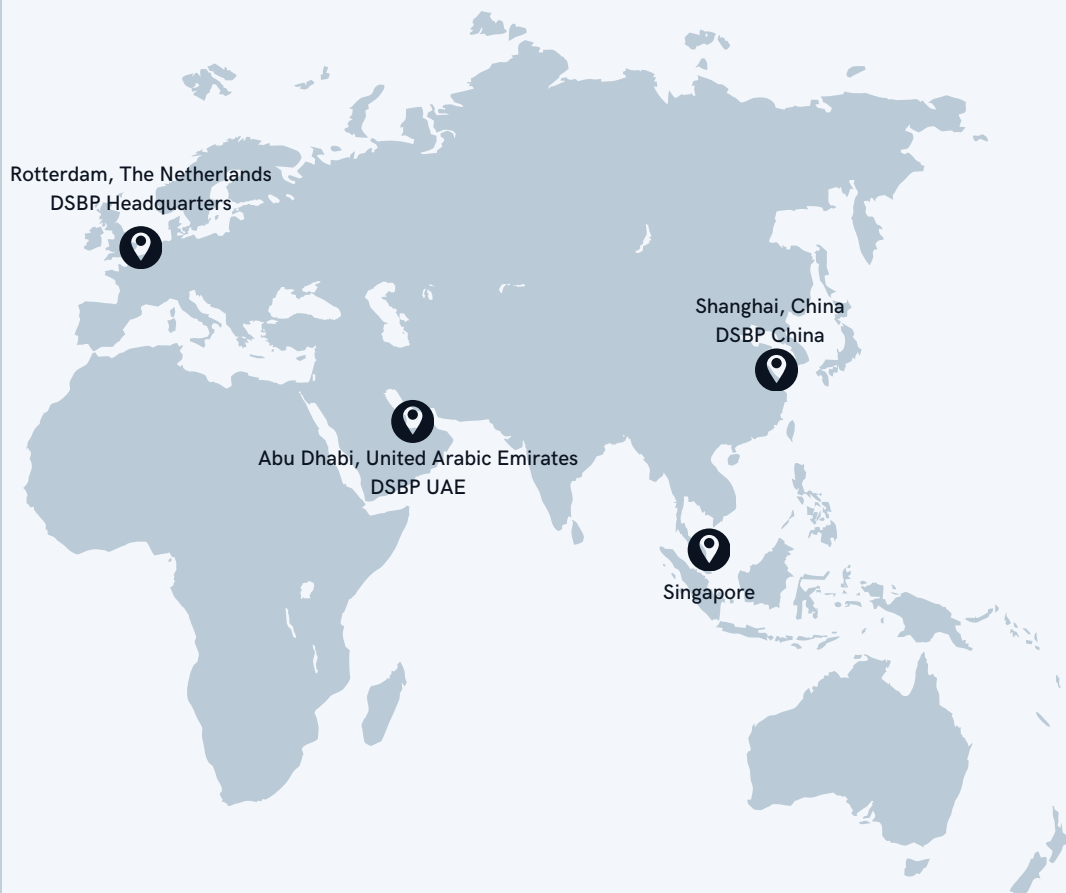 Rotterdam, The Netherlands
DSBP Headquarters
Shanghai, China
DSBP China
Abu Dhabi, United Arabic Emirates
DSBP UAE
Singapore